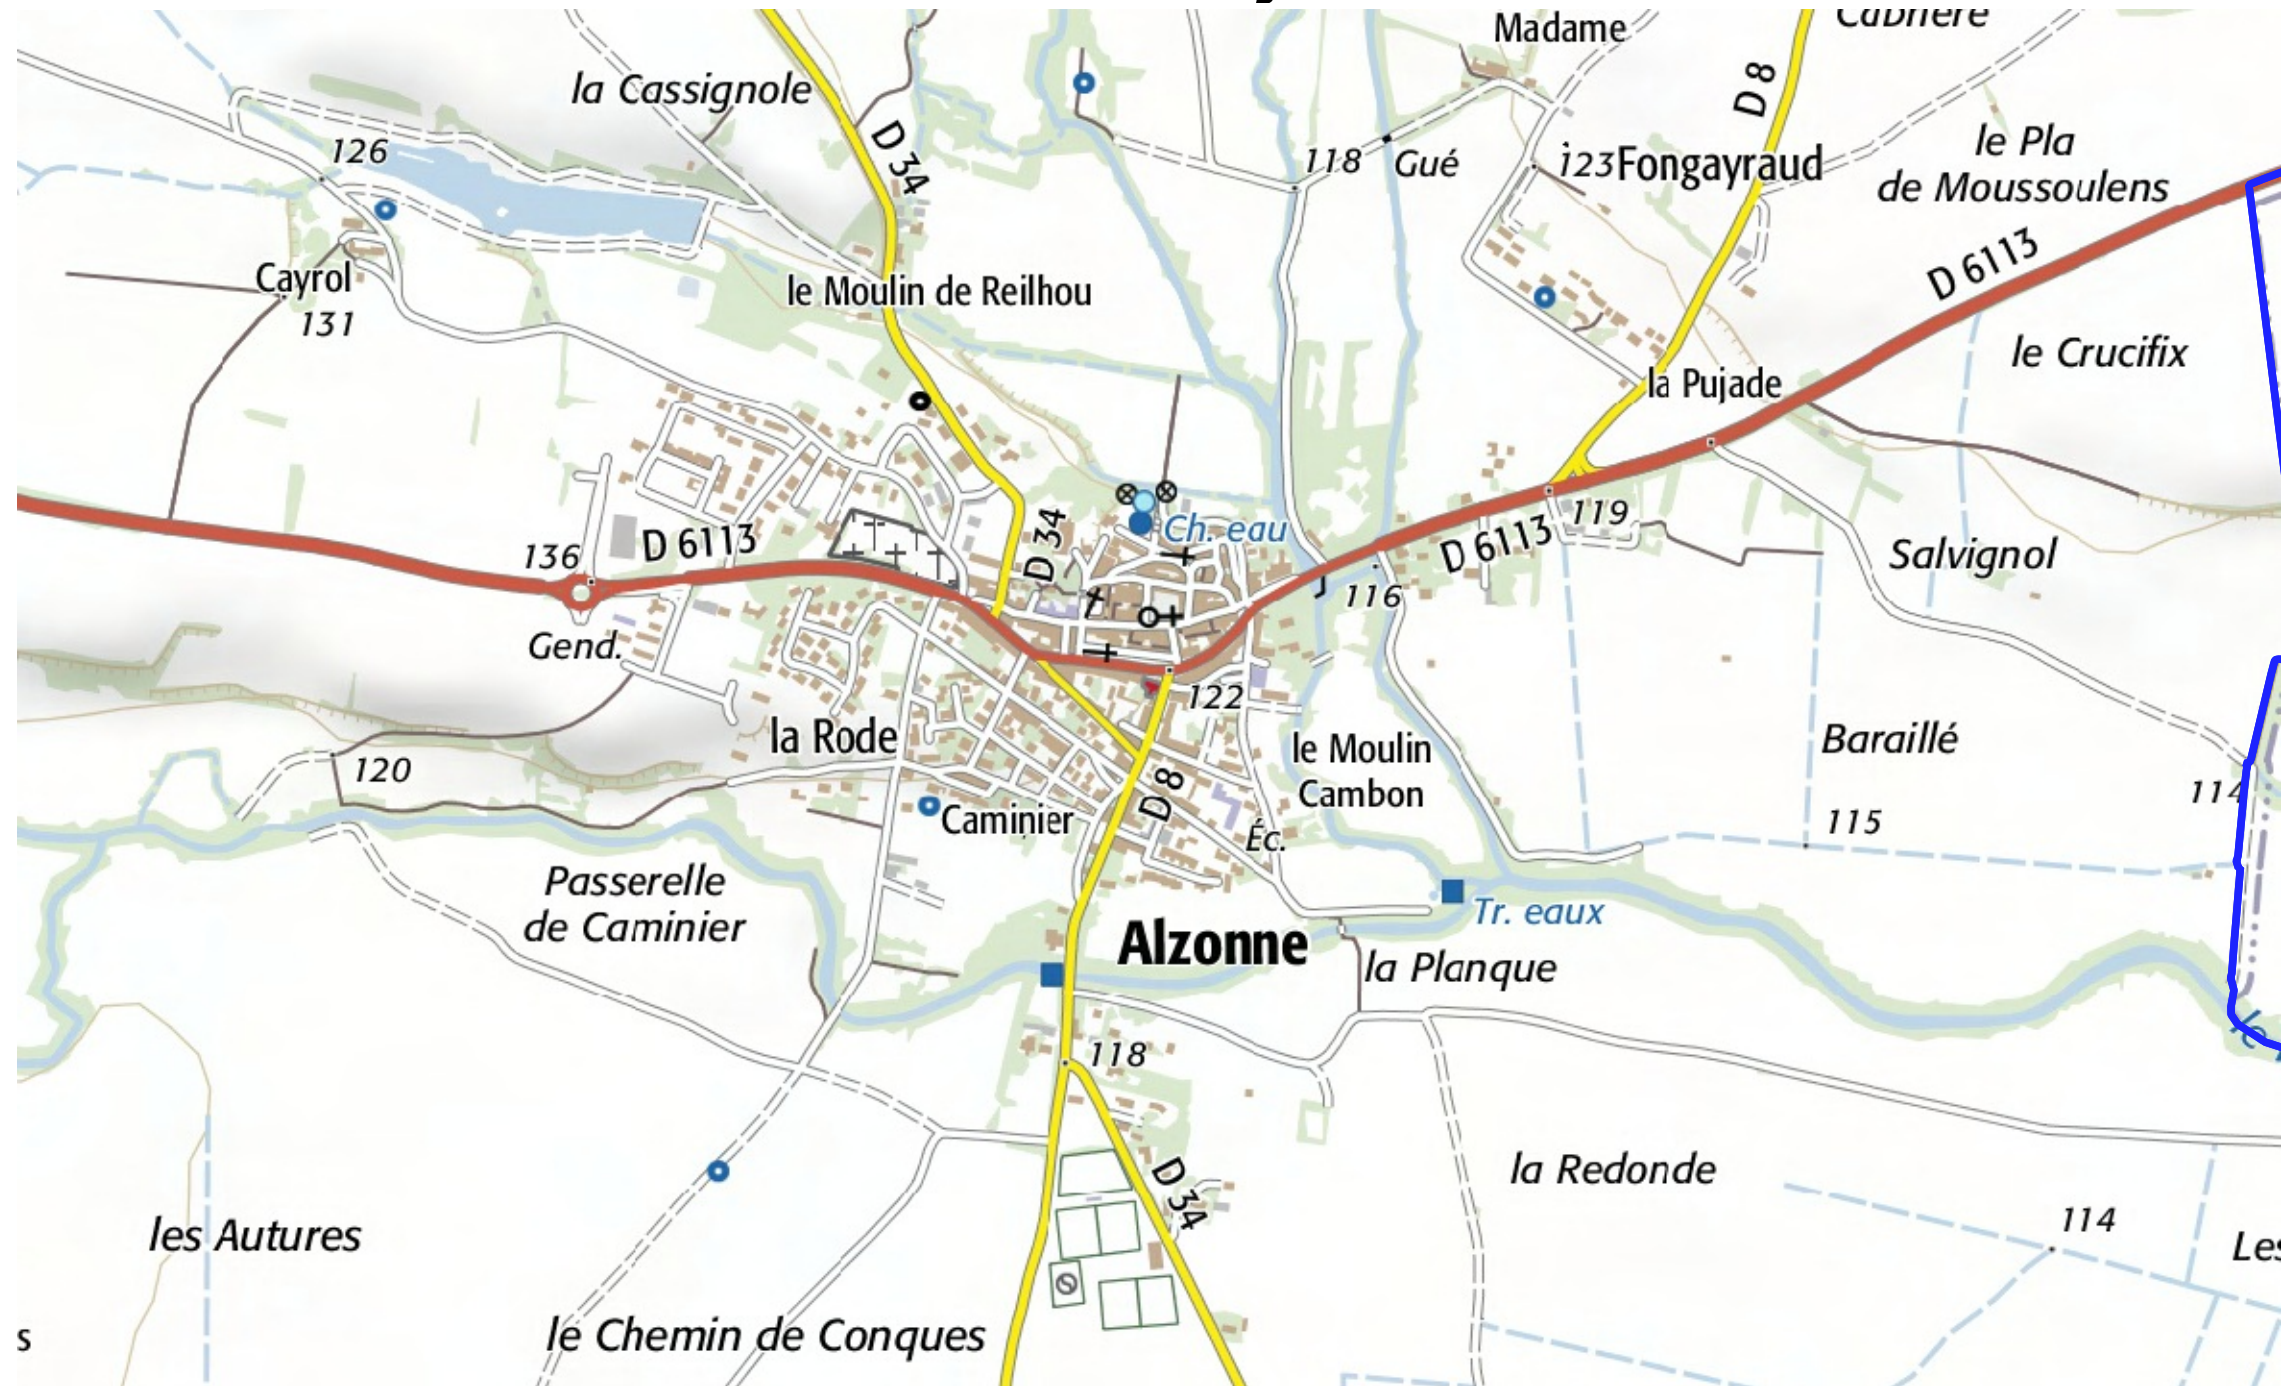 Madame
Cabrière
la Cassignole
D 8
D 34
126
118
Gué
123
Fongayraud
le Pla
de Moussoulens
Cayrol
le Moulin de Reilhou
D 6113
131
le Crucifix
la Pujade
D 34
Ch. eau
D 6113
136
D 6113
119
Salvignol
116
Gend.
122
la Rode
le Moulin
Cambon
Baraillé
120
114
D 8
Caminier
Éc.
115
Passerelle
de Caminier
Tr. eaux
Alzonne
la Planque
le
118
la Redonde
D 34
114
les Autures
Les
le Chemin de Conques
s